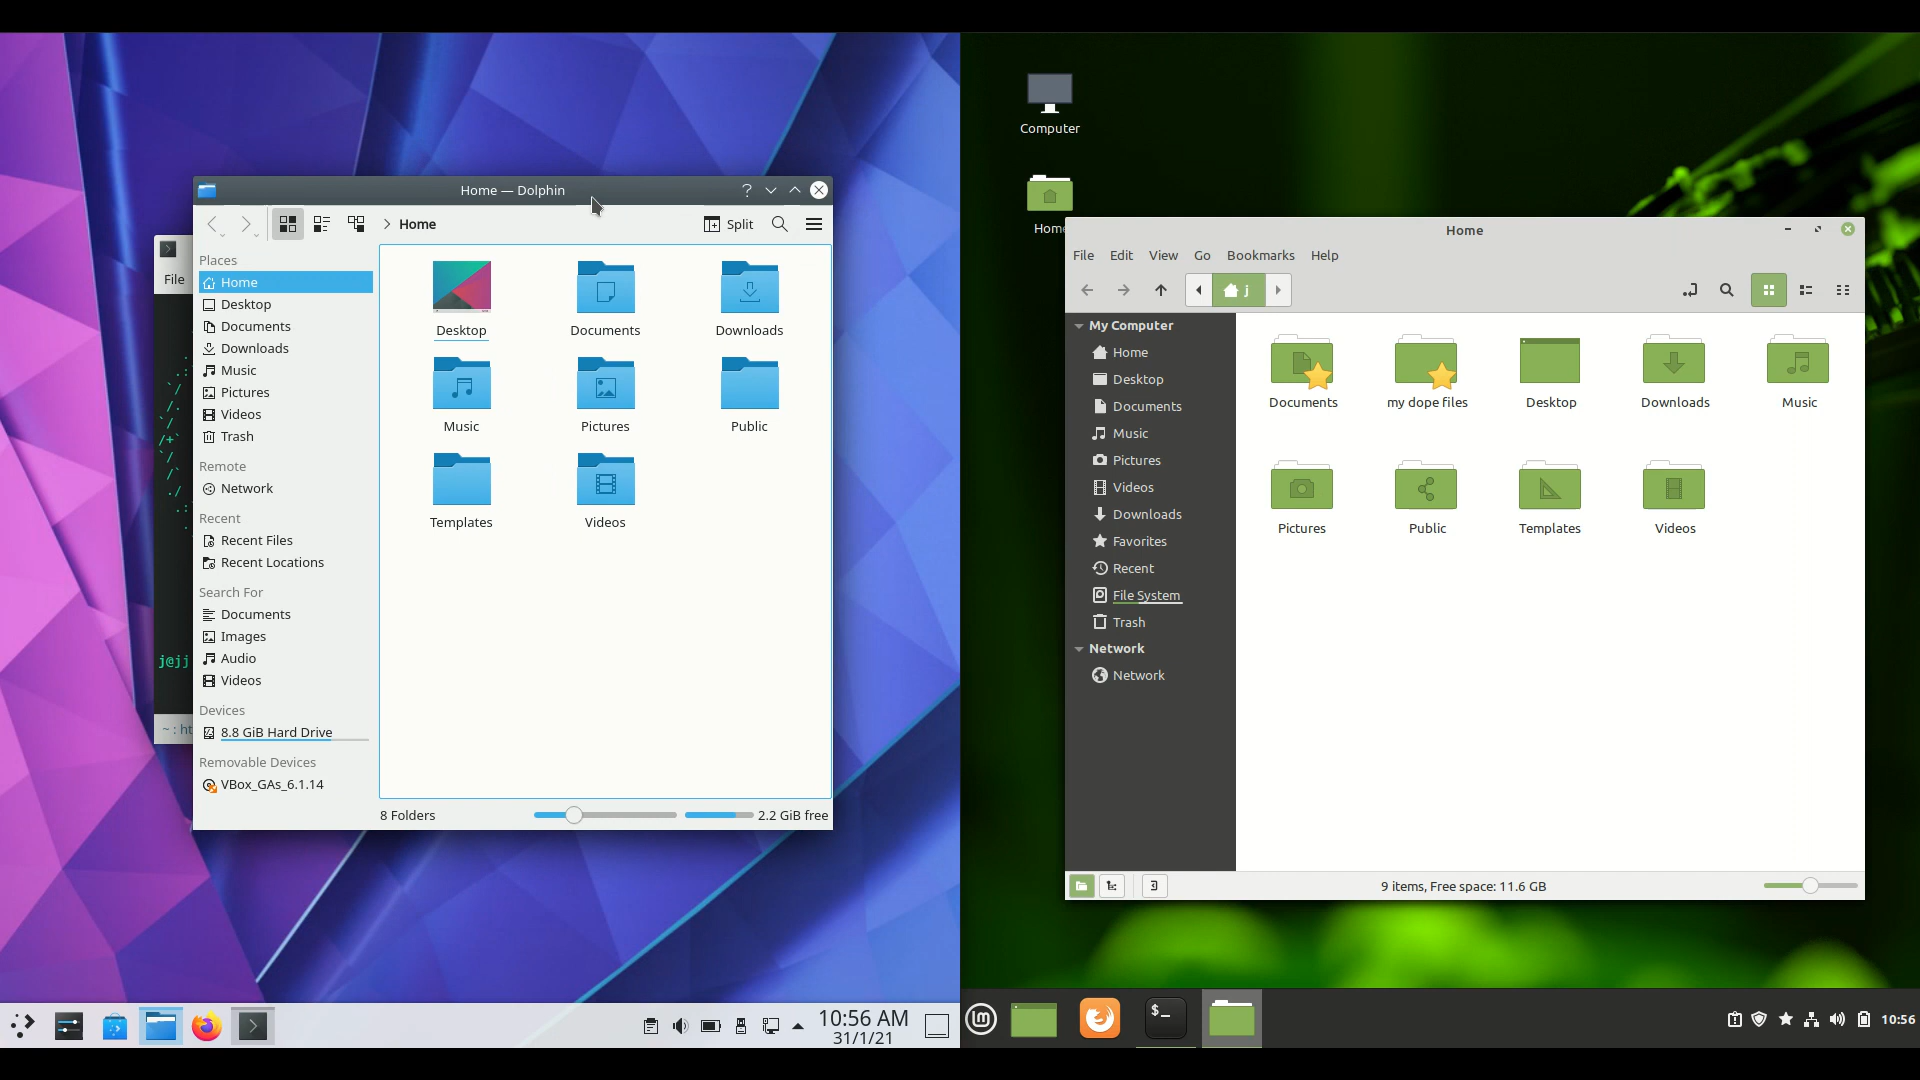 Home — Dolphin
Home
Split
File
Places
Home
Desktop
Documents
Downloads
Music
Pictures
Videos
Trash
Remote
Network
Recent
Recent Files
Recent Locations
Search For
Documents
Images
Audio
Videos
Devices
8.8 GiB Hard Drive
Removable Devices
VBox_GAs_6.1.14
Desktop
Documents
Downloads
Music
Pictures
Public
Templates
Videos
8 Folders
2.2 GiB free
j@jj
~ : ht
10:56 AM
31/1/21
Computer
Home
Home
File Edit View Go Bookmarks Help
j
My Computer
Home
Desktop
Documents
Music
Pictures
Videos
Downloads
Favorites
Recent
File System
Trash
Network
Network
Documents
my dope files
Desktop
Downloads
Music
Pictures
Public
Templates
Videos
9 items, Free space: 11.6 GB
$_
10:56